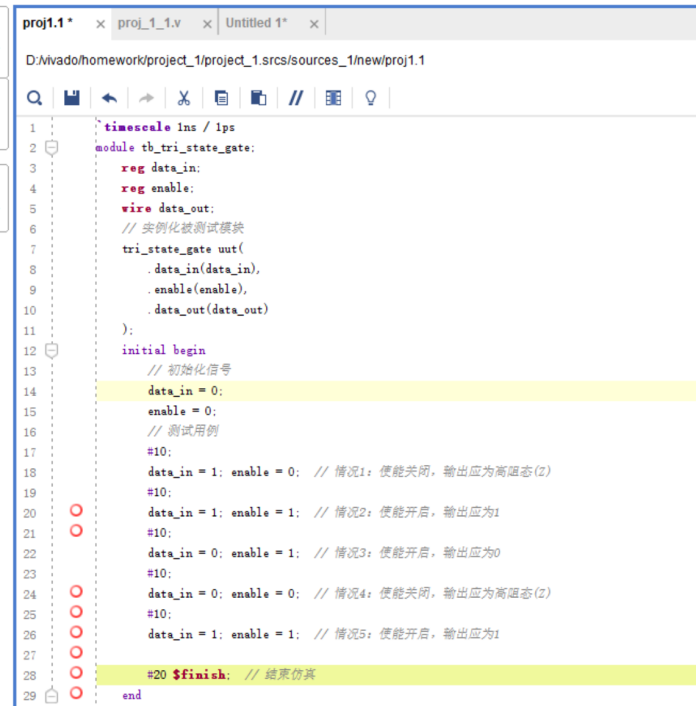 proj1.1 * × proj_1_1.v × Untitled 1* ×
D:/vivado/homework/project_1/project_1.srcs/sources_1/new/proj1.1
1 `timescale 1ns / 1ps
2 module tb_tri_state_gate;
3 reg data_in;
4 reg enable;
5 wire data_out;
6 // 实例化被测试模块
7 tri_state_gate uut(
8 .data_in(data_in),
9 .enable(enable),
10 .data_out(data_out)
11 );
12 initial begin
13 // 初始化信号
14 data_in = 0;
15 enable = 0;
16 // 测试用例
17 #10;
18 data_in = 1; enable = 0; // 情况1：使能关闭，输出应为高阻态(Z)
19 #10;
20 data_in = 1; enable = 1; // 情况2：使能开启，输出应为1
21 #10;
22 data_in = 0; enable = 1; // 情况3：使能开启，输出应为0
23 #10;
24 data_in = 0; enable = 0; // 情况4：使能关闭，输出应为高阻态(Z)
25 #10;
26 data_in = 1; enable = 1; // 情况5：使能开启，输出应为1
27
28 #20 $finish; // 结束仿真
29 end